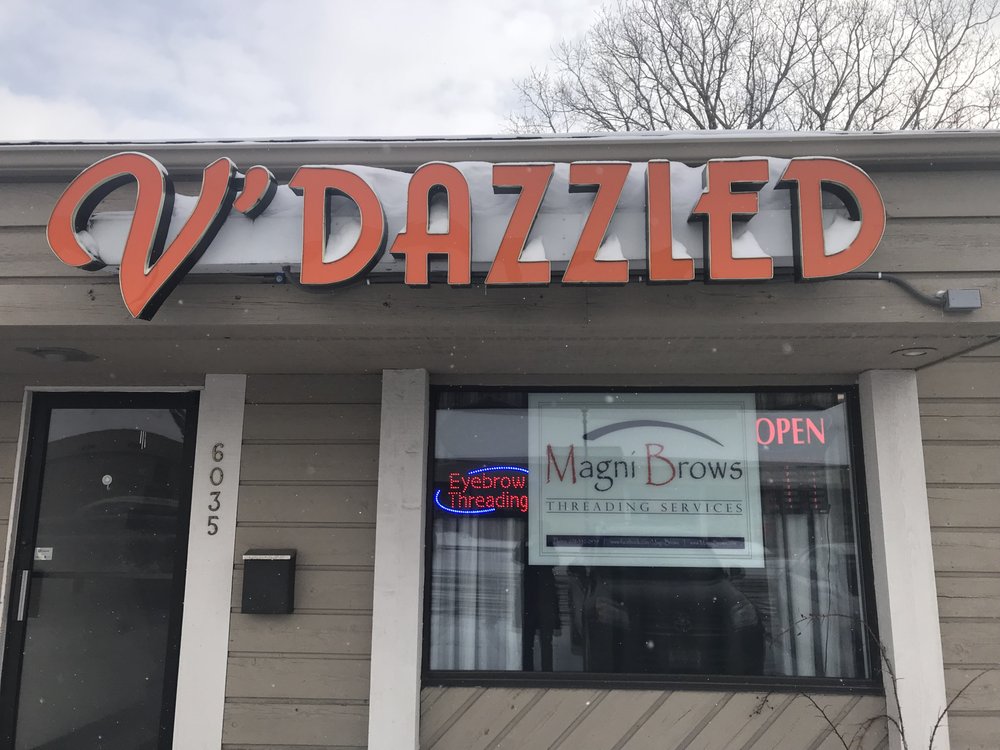 V'DAZZLED
6035
Eyebrow
Threading
Magni Brows
THREADING SERVICES
OPEN